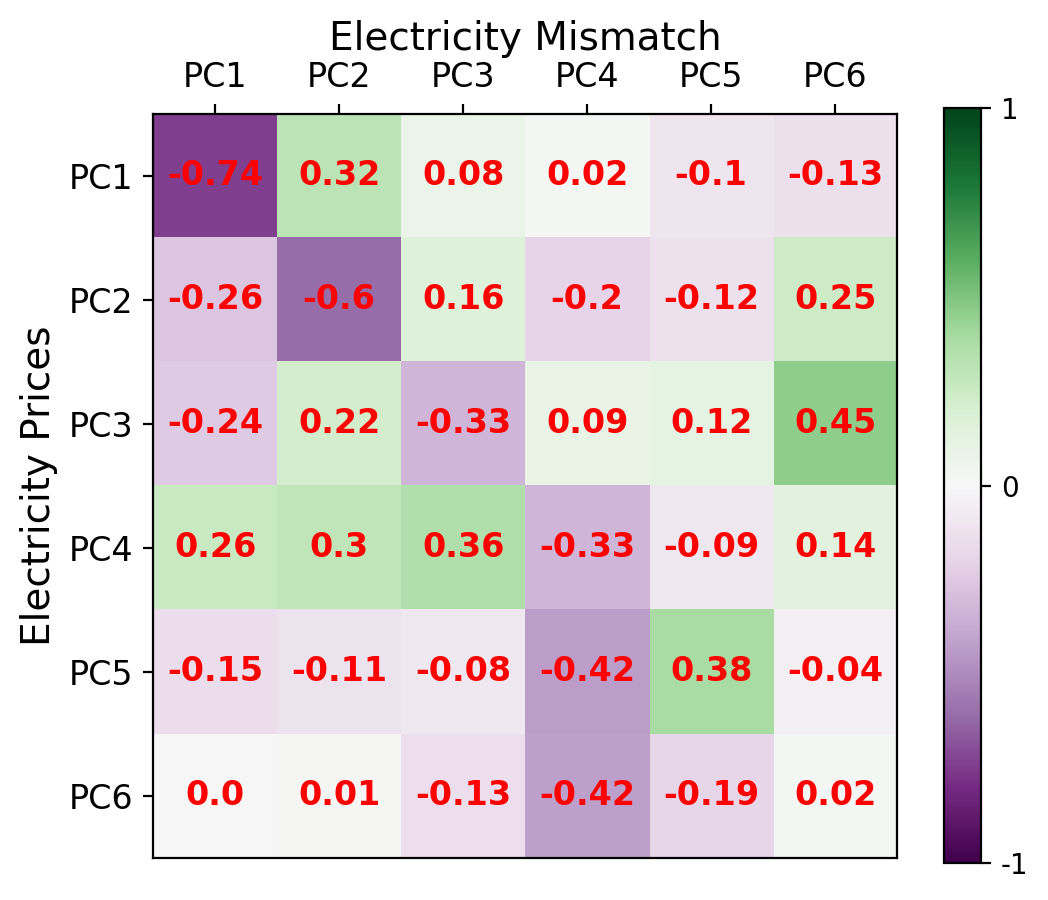 Electricity Mismatch
PC1 PC2 PC3 PC4 PC5 PC6
1
PC1 -0.74 0.32 0.08 0.02 -0.1 -0.13
PC2 -0.26 -0.6 0.16 -0.2 -0.12 0.25
Electricity Prices
PC3 -0.24 0.22 -0.33 0.09 0.12 0.45
0
PC4 0.26 0.3 0.36 -0.33 -0.09 0.14
PC5 -0.15 -0.11 -0.08 -0.42 0.38 -0.04
PC6 0.0 0.01 -0.13 -0.42 -0.19 0.02
-1